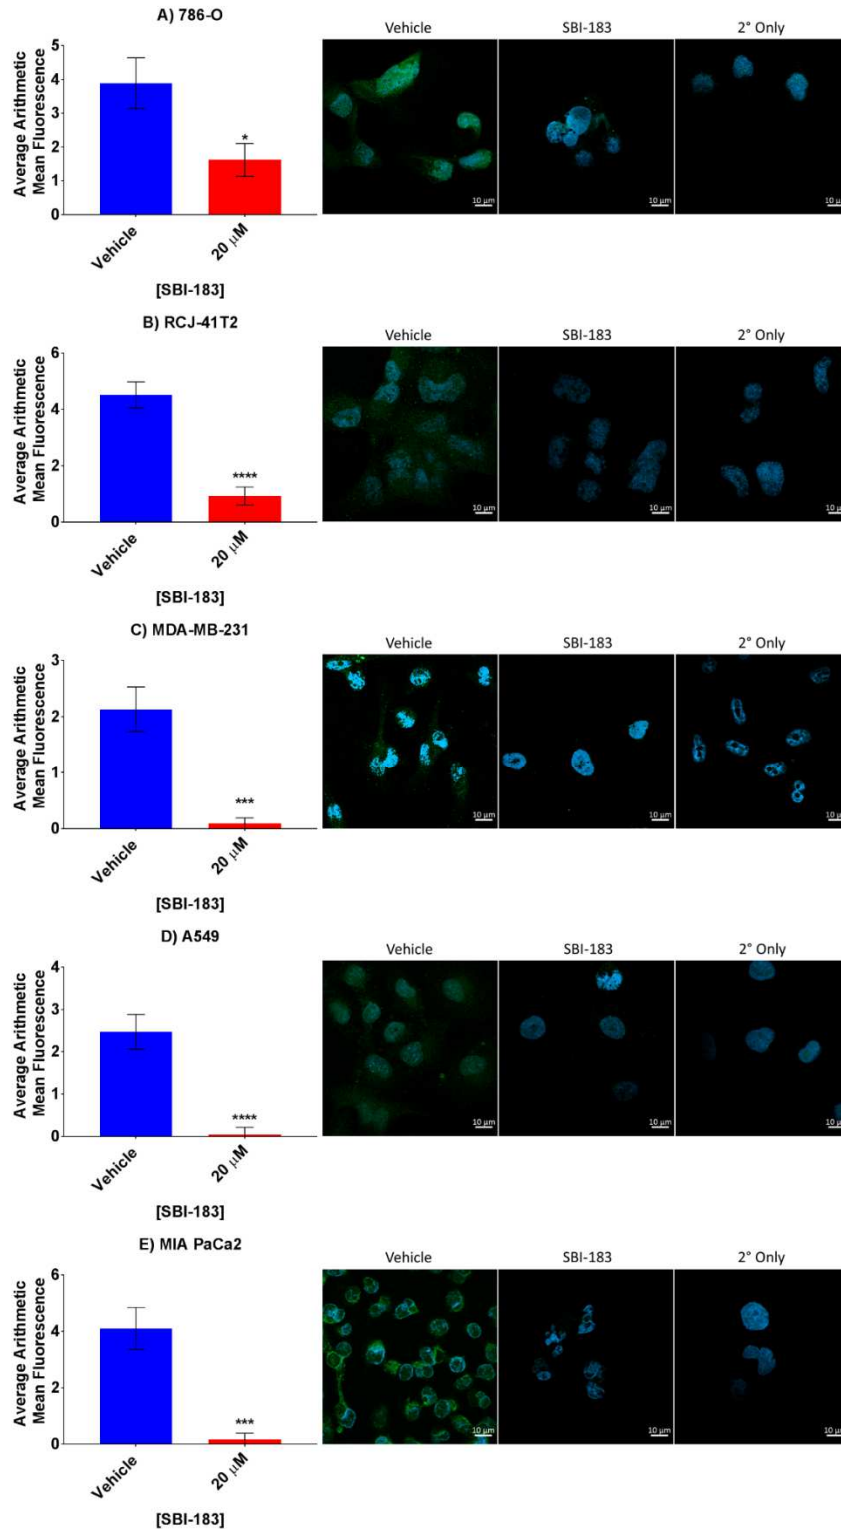 A) 786-O
Average Arithmetic
Mean Fluorescence
5
4
3
2
1
0
*
Vehicle
20 µM
[SBI-183]
Vehicle
SBI-183
2° Only
10 µm
10 µm
10 µm
B) RCJ-41T2
Average Arithmetic
Mean Fluorescence
6
4
2
0
****
Vehicle
20 µM
[SBI-183]
Vehicle
SBI-183
2° Only
10 µm
10 µm
10 µm
C) MDA-MB-231
Average Arithmetic
Mean Fluorescence
3
2
1
0
***
Vehicle
20 µM
[SBI-183]
Vehicle
SBI-183
2° Only
10 µm
10 µm
10 µm
D) A549
Average Arithmetic
Mean Fluorescence
4
3
2
1
0
****
Vehicle
20 µM
[SBI-183]
Vehicle
SBI-183
2° Only
10 µm
10 µm
10 µm
E) MIA PaCa2
Average Arithmetic
Mean Fluorescence
6
4
2
0
***
Vehicle
20 µM
[SBI-183]
Vehicle
SBI-183
2° Only
10 µm
10 µm
10 µm